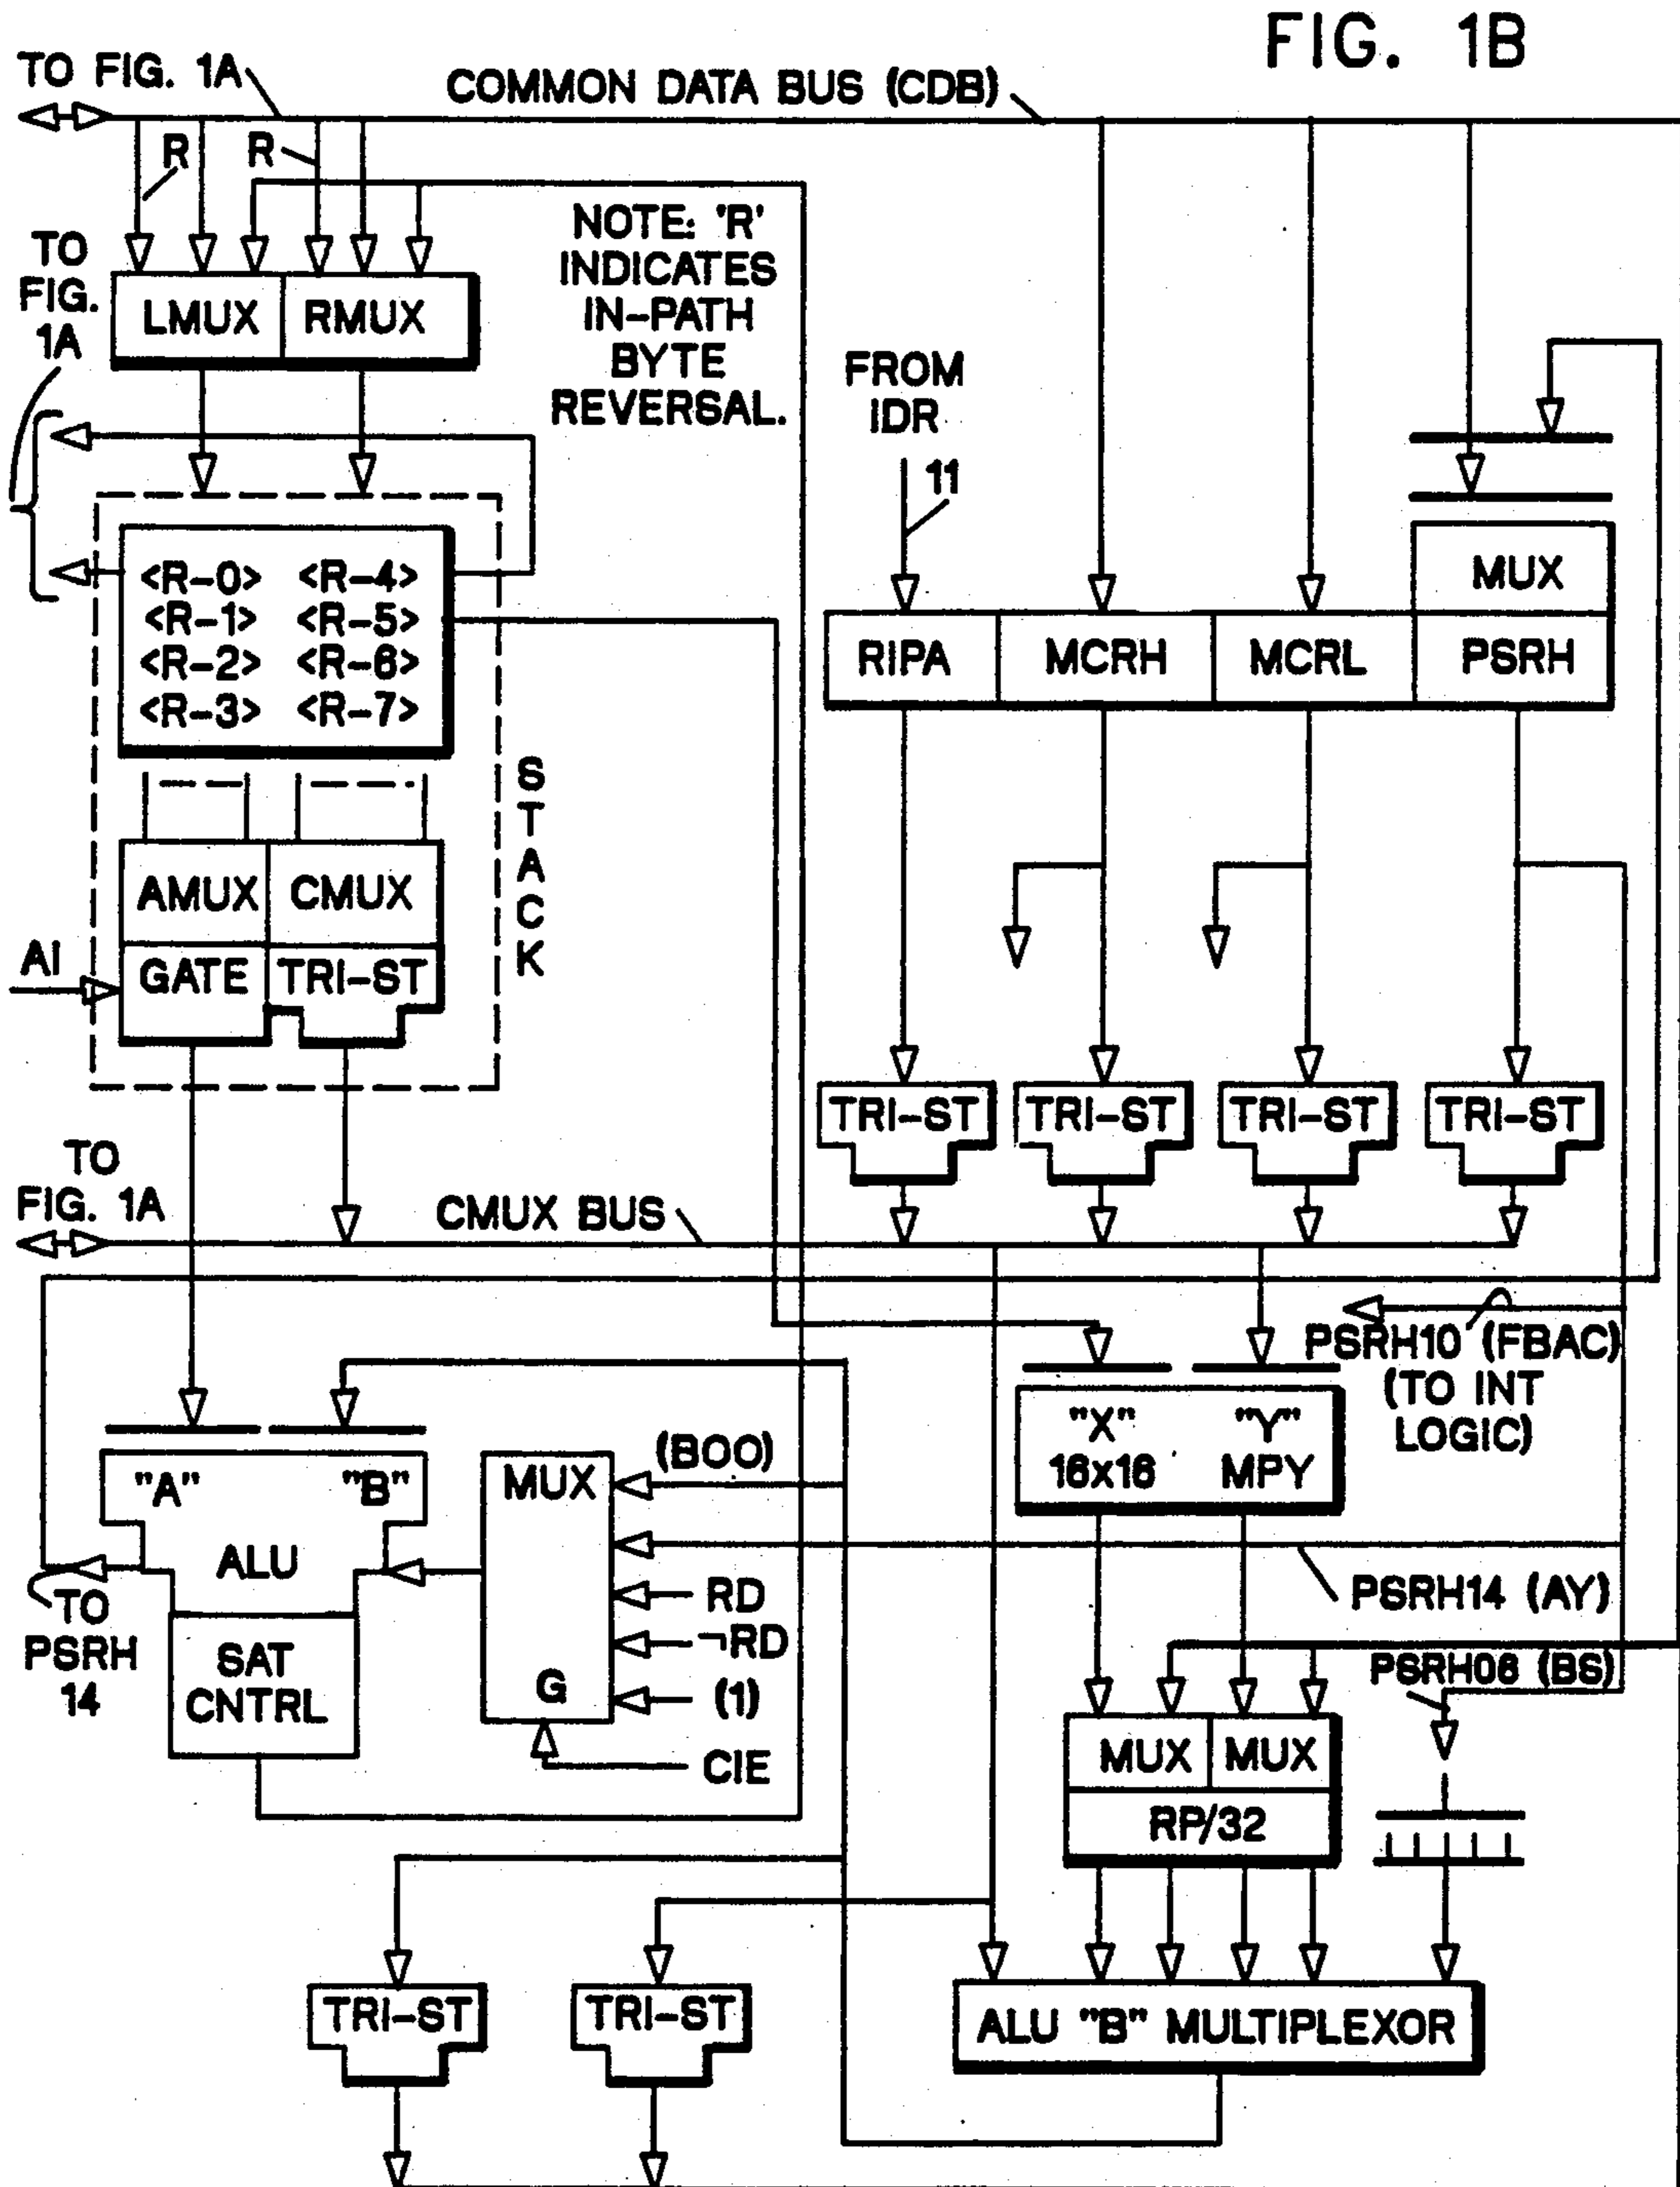 FIG. 1B
TO FIG. 1A
COMMON DATA BUS (CDB)
R
R
TO
FIG.
1A
NOTE: 'R'
INDICATES
IN-PATH
BYTE
REVERSAL.
LMUX
RMUX
FROM
IDR
11
MUX
<R-0> <R-4>
<R-1> <R-5>
<R-2> <R-6>
<R-3> <R-7>
RIPA
MCRH
MCRL
PSRH
STACK
AMUX
CMUX
AI
GATE
TRI-ST
TRI-ST
TRI-ST
TRI-ST
TRI-ST
TO
FIG. 1A
CMUX BUS
PSRH10 (FBAC)
(TO INT
LOGIC)
"X" "Y"
16x16 MPY
"A" "B"
ALU
MUX
(BOO)
RD
¬RD
G
(1)
CIE
TO
PSRH
14
SAT
CNTRL
PSRH14 (AY)
PSRH08 (BS)
MUX
MUX
RP/32
TRI-ST
TRI-ST
ALU "B" MULTIPLEXOR